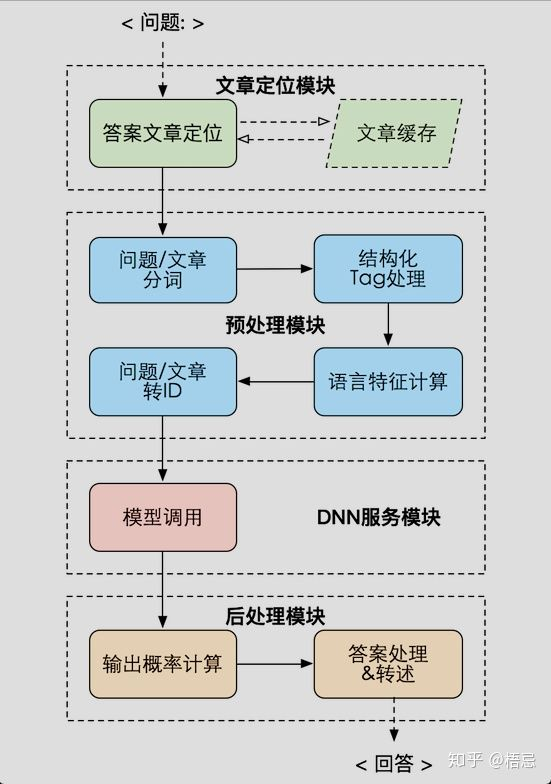 < 问题: >
文章定位模块
答案文章定位
文章缓存
问题/文章
分词
结构化
Tag处理
预处理模块
问题/文章
转ID
语言特征计算
模型调用
DNN服务模块
后处理模块
输出概率计算
答案处理
&转述
< 回答 >
知乎 @梧忌